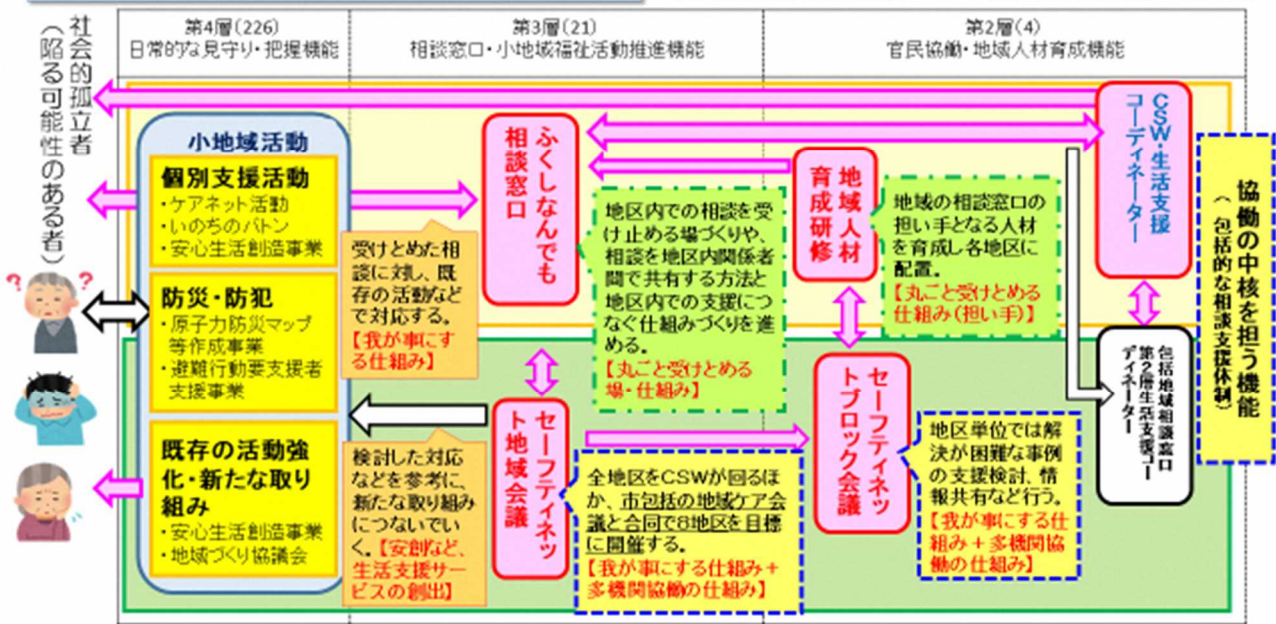 社会的孤立者
（陥る可能性のある者）
第4層（226）
日常的な見守り・把握機能
第3層（21）
相談窓口・小地域福祉活動推進機能
第2層（4）
官民協働・地域人材育成機能
小地域活動
個別支援活動
・ケアネット活動
・いのちのバトン
・安心生活創造事業
防災・防犯
・原子力防災マップ
等作成事業
・避難行動要支援者
支援事業
既存の活動強
化・新たな取り
組み
・安心生活創造事業
・地域づくり協議会
受けとめた相
談に対し、既
存の活動など
で対応する。
【我が事にす
る仕組み】
検討した対応
などを参考に、
新たな取り組み
につないでい
く。【安創など、
生活支援サー
ビスの創出】
ふくしなんでも
相談窓口
地区内での相談を受
け止める場づくりや、
相談を地区内関係者
間で共有する方法と
地区内での支援につ
なぐ仕組みづくりを進
める。
【丸ごと受けとめる
場・仕組み】
セーフティネッ
ト地域会議
全地区をCSWが回るほ
か、市包括の地域ケア会
議と合同で8地区を目標
に開催する。
【我が事にする仕組み＋
多機関協働の仕組み】
地域人材
育成研修
地域の相談窓口の
担い手となる人材
を育成し各地区に
配置。
【丸ごと受けとめる
仕組み（担い手）】
セーフティネッ
トブロック会議
地区単位では解
決が困難な事例
の支援検討、情
報共有など行う。
【我が事にする仕
組み＋多機関協
働の仕組み】
CSW・生活支援
コーディネーター
包括地域相談窓口
第2層生活支援コー
ディネーター
協働の中核を担う機能
（包括的な相談支援体制）
? ?